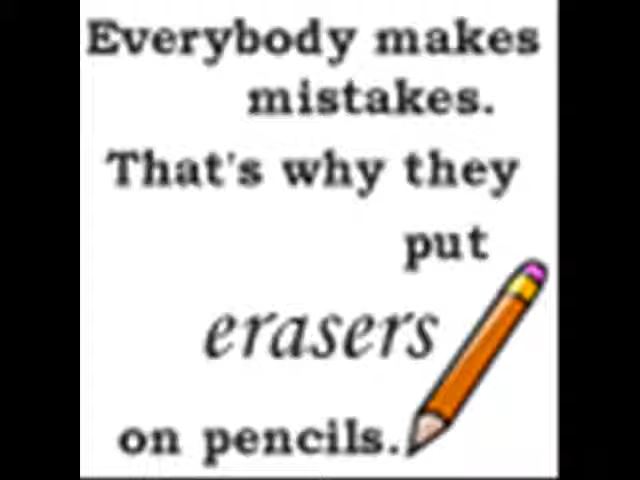 Everybody makes
mistakes.
That's why they
put
erasers
on pencils.